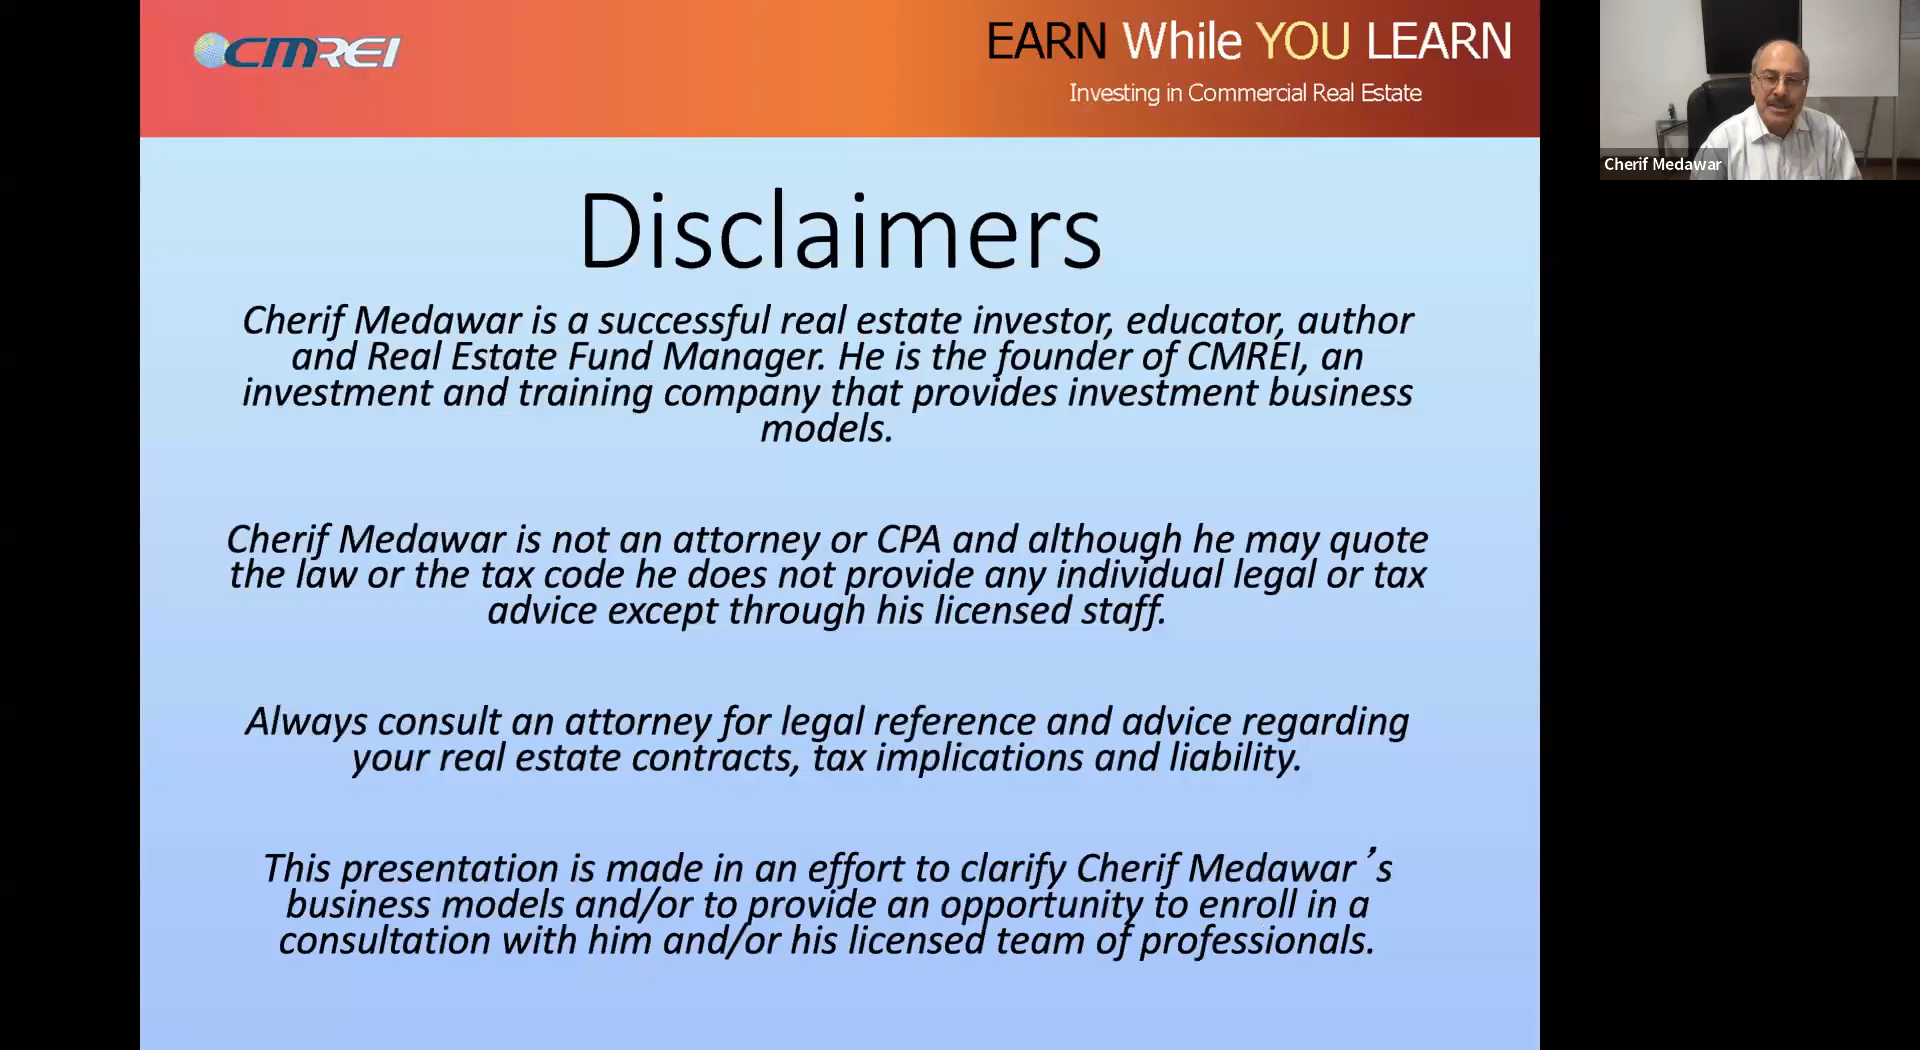 CMREI
EARN While YOU LEARN
Investing in Commercial Real Estate
Cherif Medawar
Disclaimers
Cherif Medawar is a successful real estate investor, educator, author
and Real Estate Fund Manager. He is the founder of CMREI, an
investment and training company that provides investment business
models.
Cherif Medawar is not an attorney or CPA and although he may quote
the law or the tax code he does not provide any individual legal or tax
advice except through his licensed staff.
Always consult an attorney for legal reference and advice regarding
your real estate contracts, tax implications and liability.
This presentation is made in an effort to clarify Cherif Medawar’s
business models and/or to provide an opportunity to enroll in a
consultation with him and/or his licensed team of professionals.